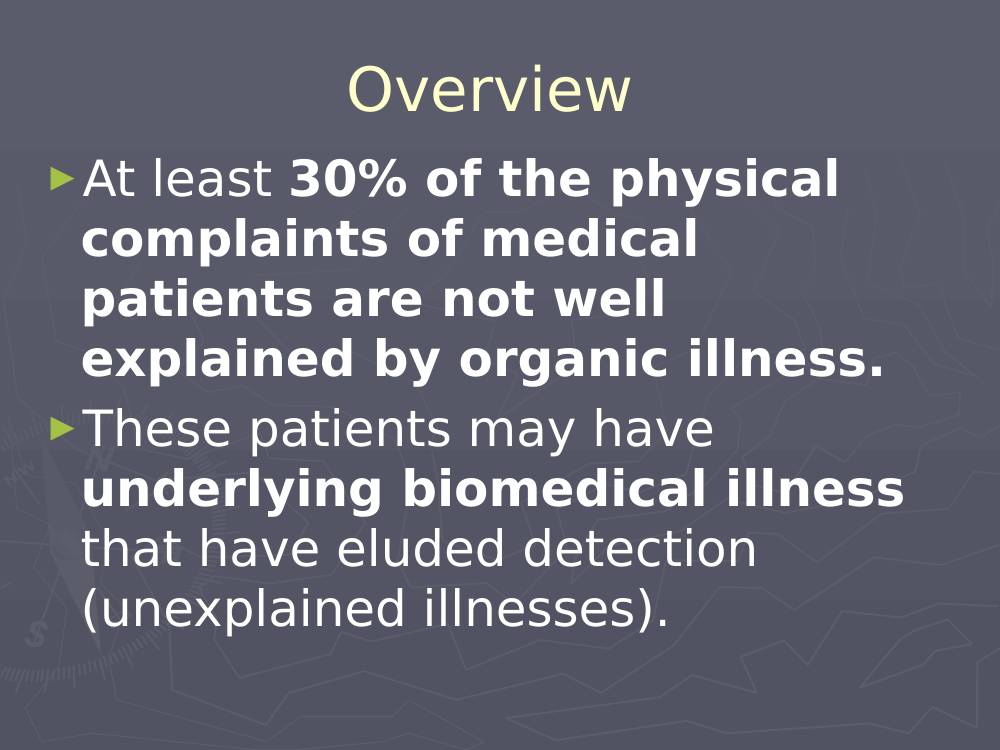 Overview
►At least 30% of the physical
complaints of medical
patients are not well
explained by organic illness.
►These patients may have
underlying biomedical illness
that have eluded detection
(unexplained illnesses).
N
NW
S